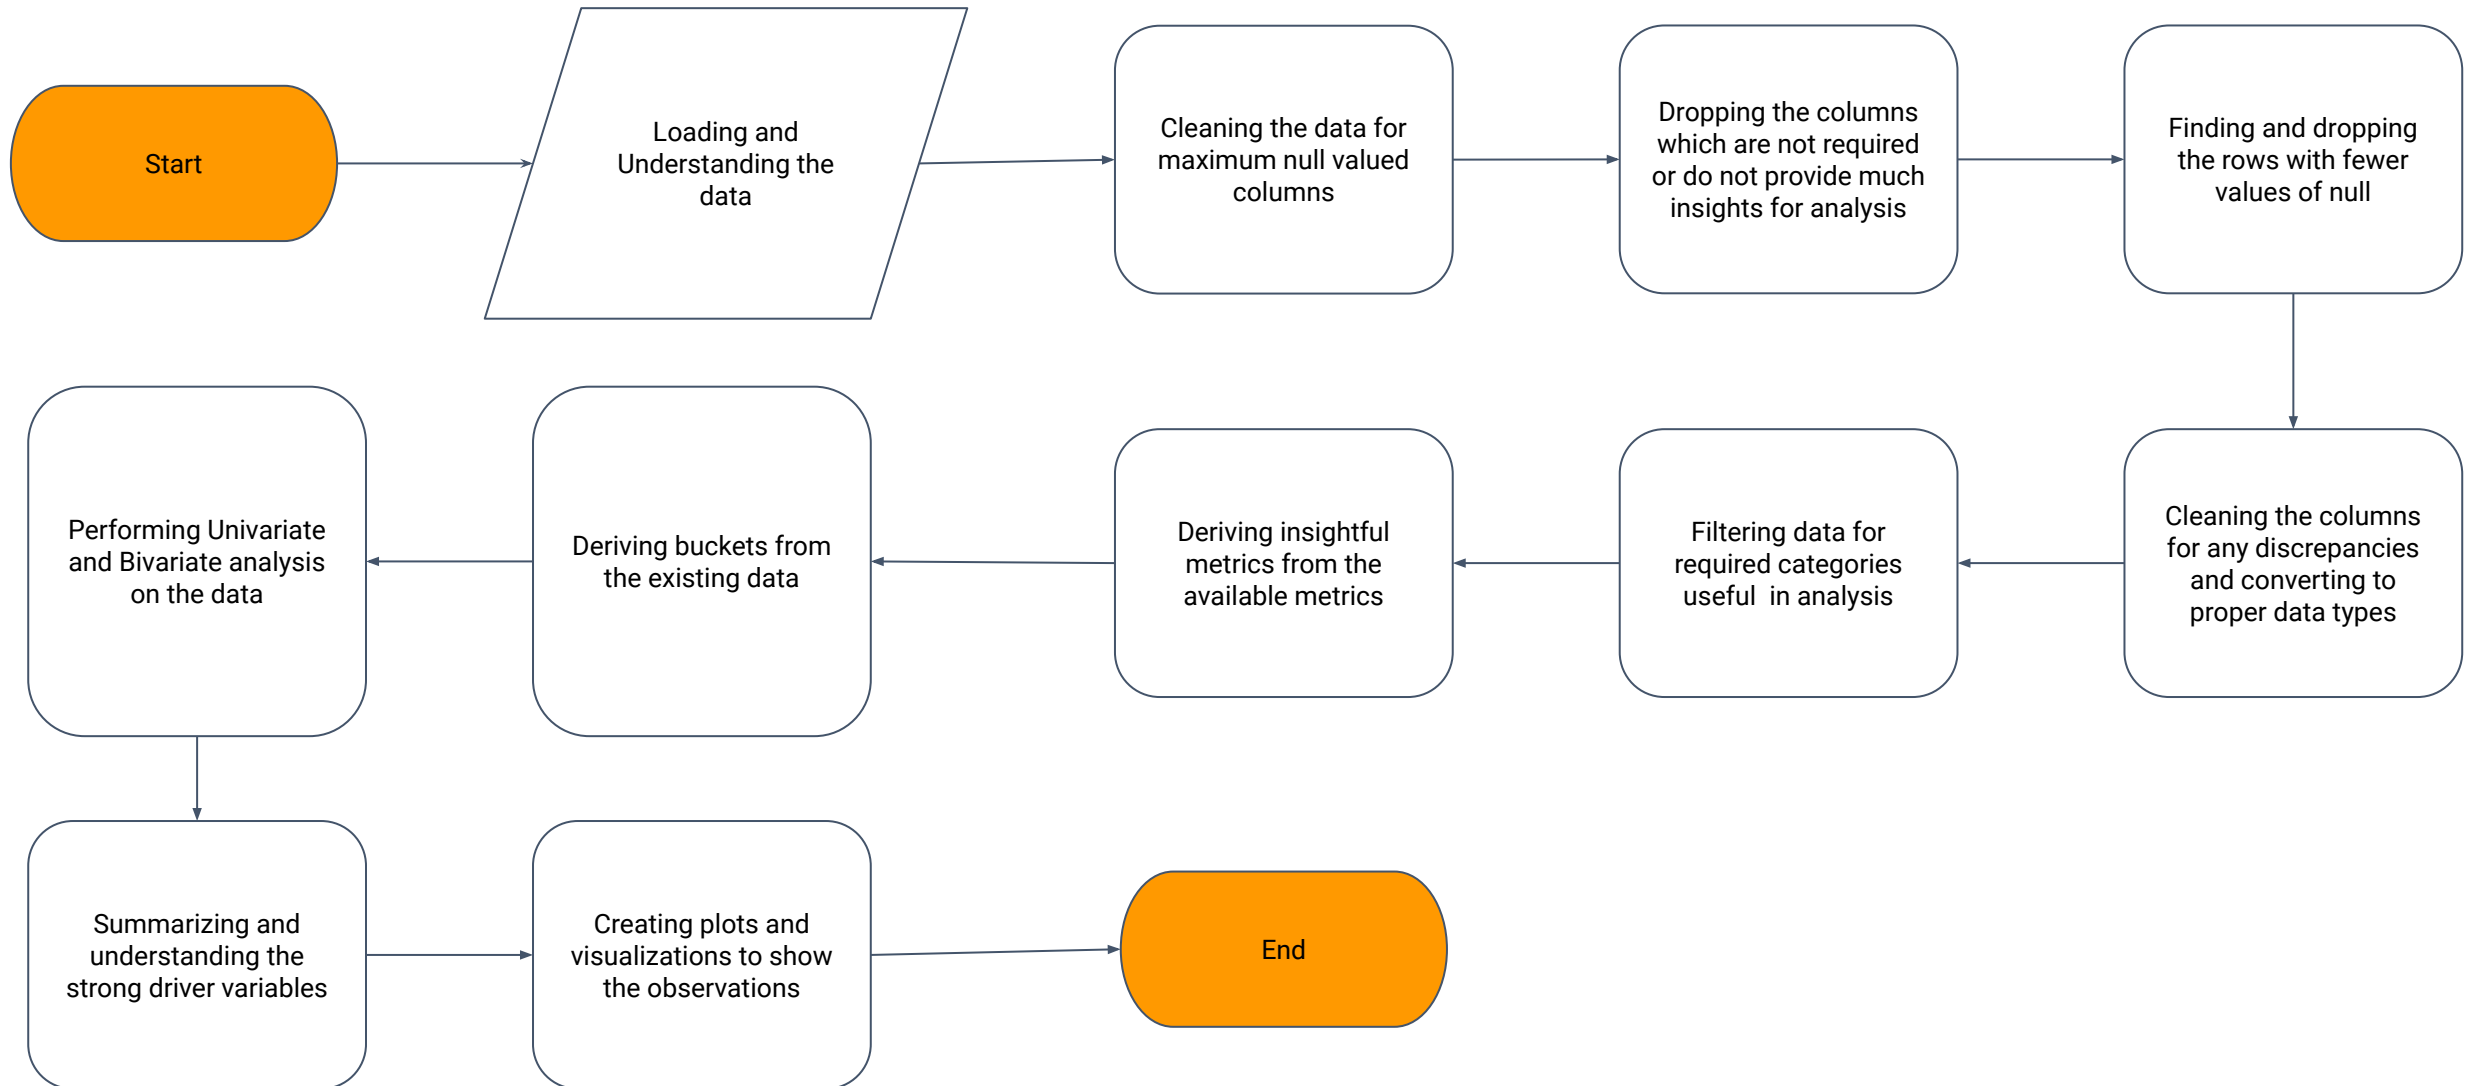 Start
Loading and
Understanding the
data
Cleaning the data for
maximum null valued
columns
Dropping the columns
which are not required
or do not provide much
insights for analysis
Finding and dropping
the rows with fewer
values of null
Cleaning the columns
for any discrepancies
and converting to
proper data types
Filtering data for
required categories
useful  in analysis
Deriving insightful
metrics from the
available metrics
Deriving buckets from
the existing data
Performing Univariate
and Bivariate analysis
on the data
Summarizing and
understanding the
strong driver variables
Creating plots and
visualizations to show
the observations
End